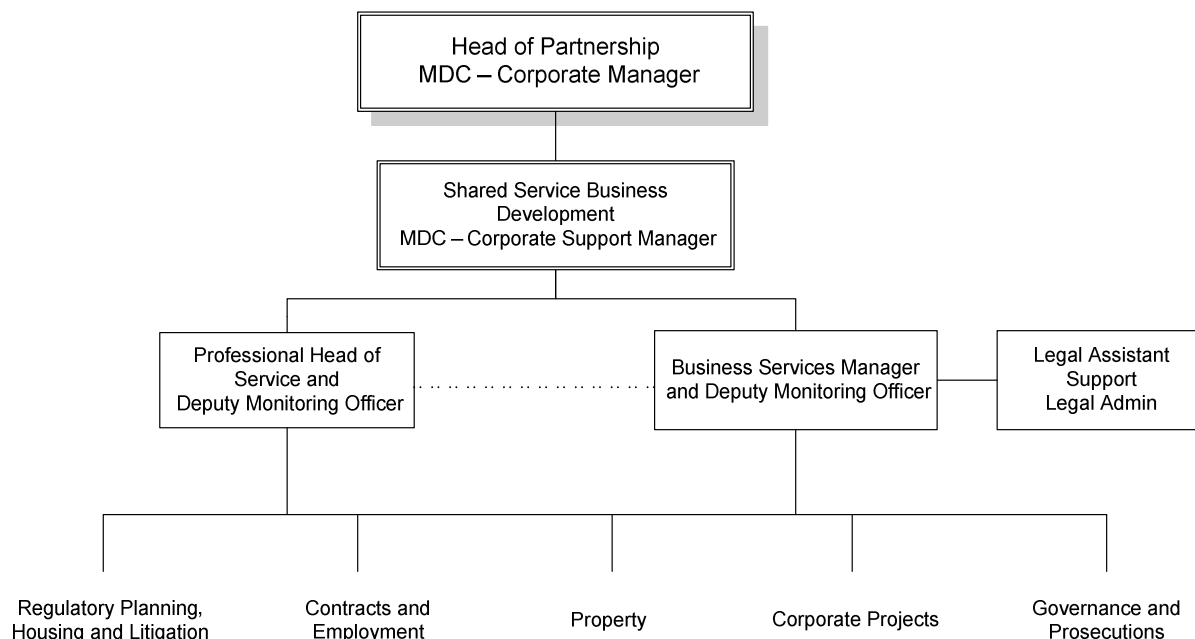 Head of Partnership
MDC – Corporate Manager
Shared Service Business
Development
MDC – Corporate Support Manager
Professional Head of
Service and
Deputy Monitoring Officer
Business Services Manager
and Deputy Monitoring Officer
Legal Assistant
Support
Legal Admin
Regulatory Planning,
Housing and Litigation
Contracts and
Employment
Property
Corporate Projects
Governance and
Prosecutions